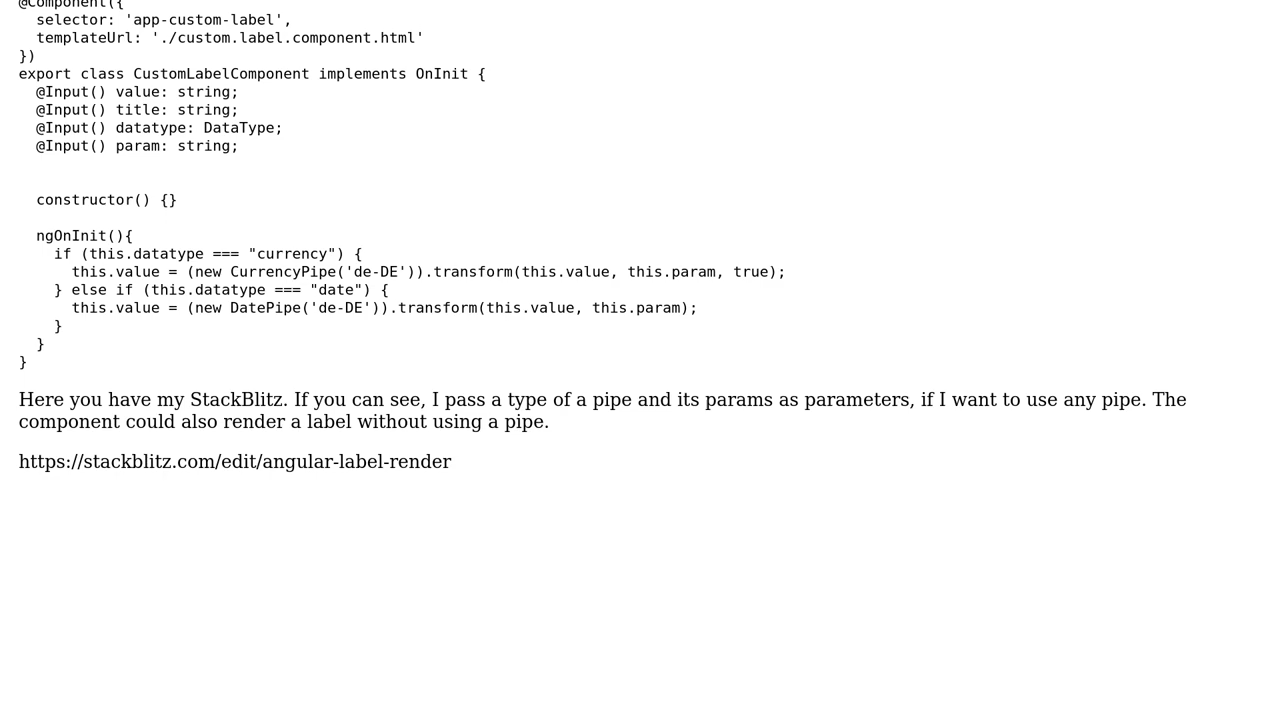 @Component({
  selector: 'app-custom-label',
  templateUrl: './custom.label.component.html'
})
export class CustomLabelComponent implements OnInit {
  @Input() value: string;
  @Input() title: string;
  @Input() datatype: DataType;
  @Input() param: string;
  constructor() {}
  ngOnInit(){
    if (this.datatype === "currency") {
      this.value = (new CurrencyPipe('de-DE')).transform(this.value, this.param, true);
    } else if (this.datatype === "date") {
      this.value = (new DatePipe('de-DE')).transform(this.value, this.param);
    }
  }
}
Here you have my StackBlitz. If you can see, I pass a type of a pipe and its params as parameters, if I want to use any pipe. The
component could also render a label without using a pipe.
https://stackblitz.com/edit/angular-label-render